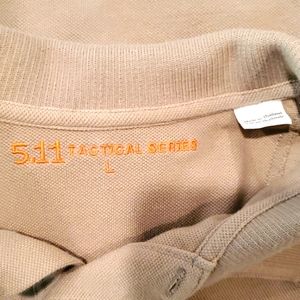 5.11 TACTICAL SERIES
L